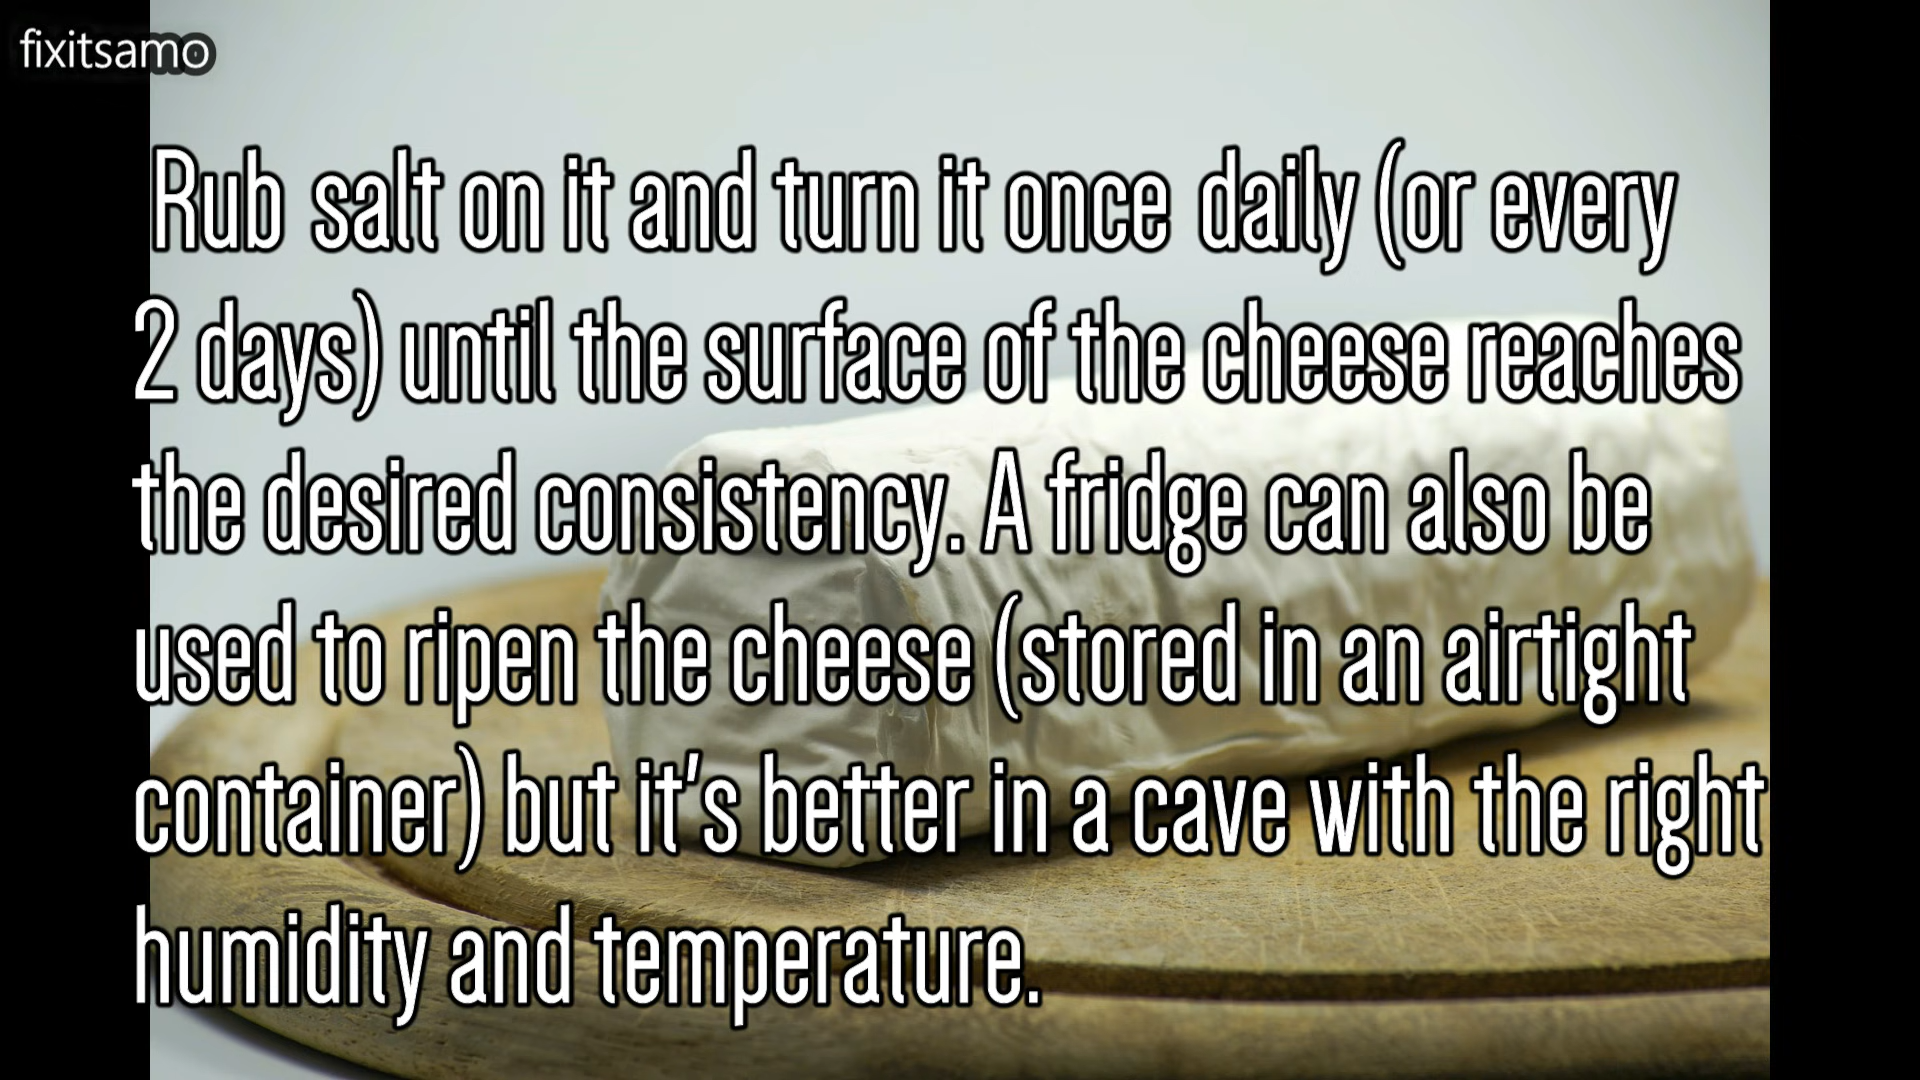 fixitsamo
Rub salt on it and turn it once daily (or every
2 days) until the surface of the cheese reaches
the desired consistency. A fridge can also be
used to ripen the cheese (stored in an airtight
container) but it's better in a cave with the right
humidity and temperature.